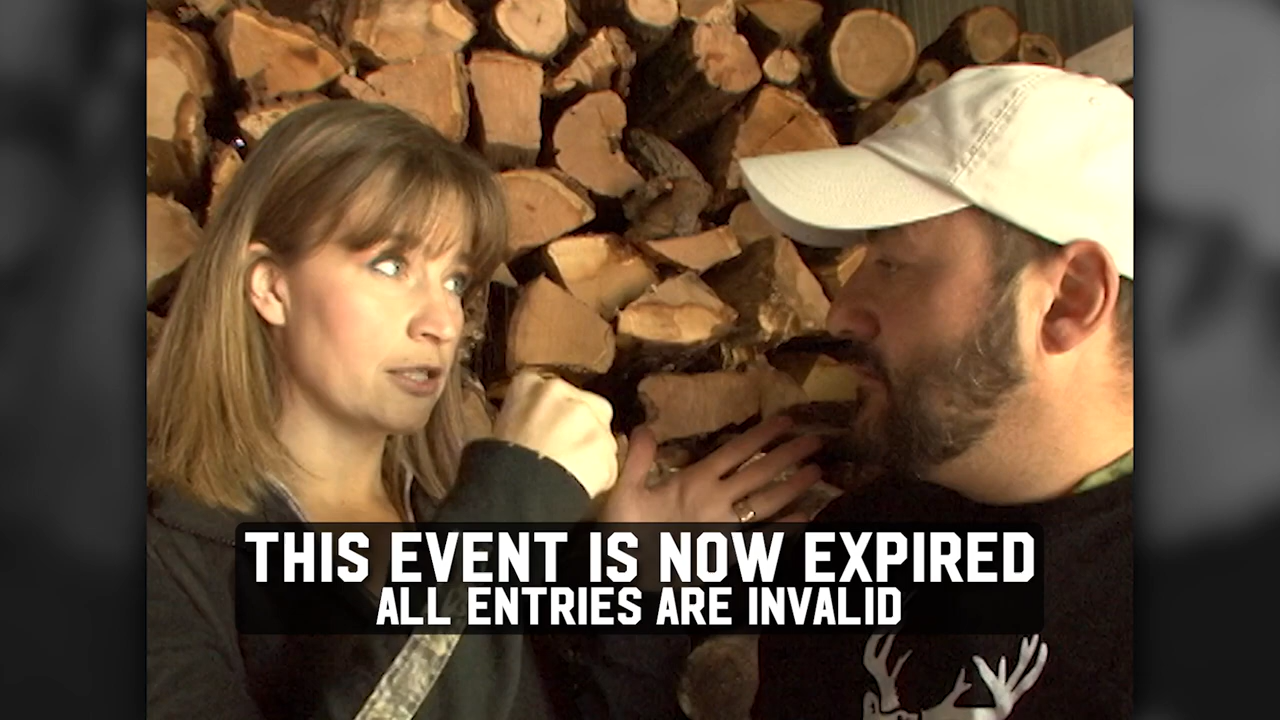 THIS EVENT IS NOW EXPIRED
ALL ENTRIES ARE INVALID